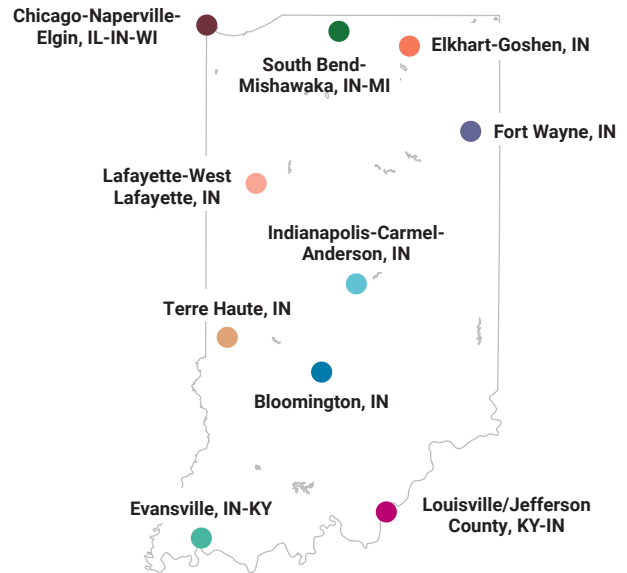 Chicago-Naperville-
Elgin, IL-IN-WI
South Bend-
Mishawaka, IN-MI
Elkhart-Goshen, IN
Fort Wayne, IN
Lafayette-West
Lafayette, IN
Indianapolis-Carmel-
Anderson, IN
Terre Haute, IN
Bloomington, IN
Evansville, IN-KY
Louisville/Jefferson
County, KY-IN